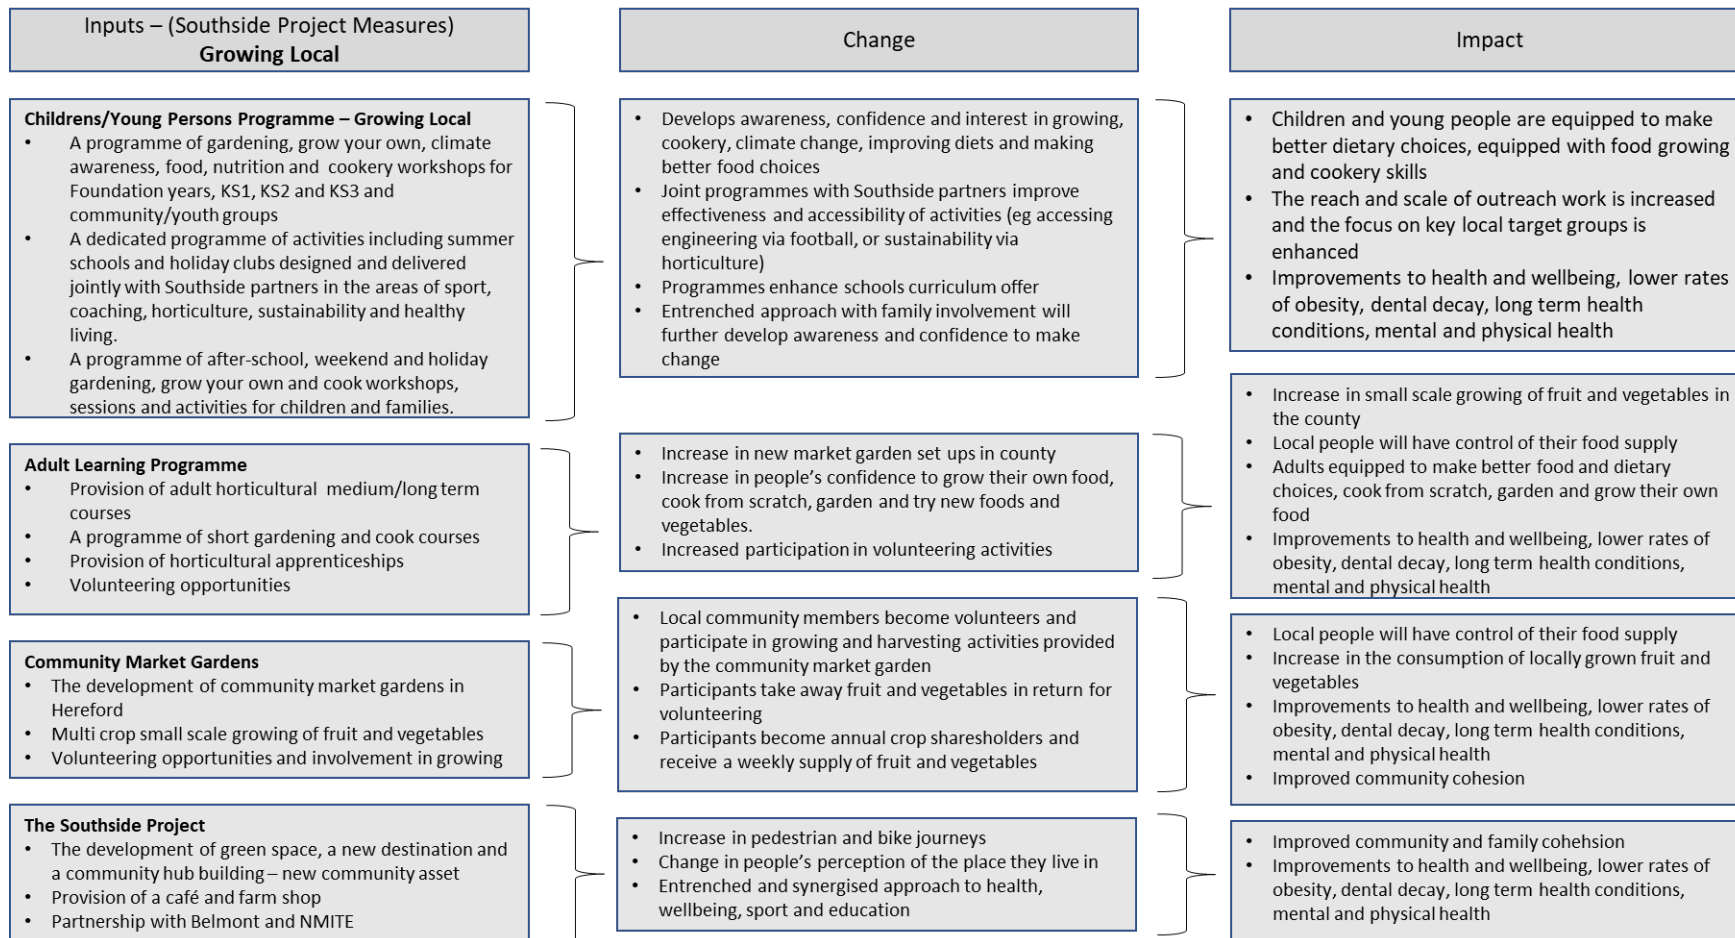 Inputs – (Southside Project Measures)
Growing Local
Change
Impact
Childrens/Young Persons Programme – Growing Local
• A programme of gardening, grow your own, climate
awareness, food, nutrition and cookery workshops for
Foundation years, KS1, KS2 and KS3 and
community/youth groups
• A dedicated programme of activities including summer
schools and holiday clubs designed and delivered
jointly with Southside partners in the areas of sport,
coaching, horticulture, sustainability and healthy
living.
• A programme of after-school, weekend and holiday
gardening, grow your own and cook workshops,
sessions and activities for children and families.
• Develops awareness, confidence and interest in growing,
cookery, climate change, improving diets and making
better food choices
• Joint programmes with Southside partners improve
effectiveness and accessibility of activities (eg accessing
engineering via football, or sustainability via
horticulture)
• Programmes enhance schools curriculum offer
• Entrenched approach with family involvement will
further develop awareness and confidence to make
change
• Children and young people are equipped to make
better dietary choices, equipped with food growing
and cookery skills
• The reach and scale of outreach work is increased
and the focus on key local target groups is
enhanced
• Improvements to health and wellbeing, lower rates
of obesity, dental decay, long term health
conditions, mental and physical health
Adult Learning Programme
• Provision of adult horticultural medium/long term
courses
• A programme of short gardening and cook courses
• Provision of horticultural apprenticeships
• Volunteering opportunities
• Increase in new market garden set ups in county
• Increase in people's confidence to grow their own food,
cook from scratch, garden and try new foods and
vegetables.
• Increased participation in volunteering activities
• Increase in small scale growing of fruit and vegetables in
the county
• Local people will have control of their food supply
• Adults equipped to make better food and dietary
choices, cook from scratch, garden and grow their own
food
• Improvements to health and wellbeing, lower rates of
obesity, dental decay, long term health conditions,
mental and physical health
Community Market Gardens
• The development of community market gardens in
Hereford
• Multi crop small scale growing of fruit and vegetables
• Volunteering opportunities and involvement in growing
• Local community members become volunteers and
participate in growing and harvesting activities provided
by the community market garden
• Participants take away fruit and vegetables in return for
volunteering
• Participants become annual crop shareholders and
receive a weekly supply of fruit and vegetables
• Local people will have control of their food supply
• Increase in the consumption of locally grown fruit and
vegetables
• Improvements to health and wellbeing, lower rates of
obesity, dental decay, long term health conditions,
mental and physical health
• Improved community cohesion
The Southside Project
• The development of green space, a new destination and
a community hub building – new community asset
• Provision of a café and farm shop
• Partnership with Belmont and NMITE
• Increase in pedestrian and bike journeys
• Change in people's perception of the place they live in
• Entrenched and synergised approach to health,
wellbeing, sport and education
• Improved community and family cohehsion
• Improvements to health and wellbeing, lower rates of
obesity, dental decay, long term health conditions,
mental and physical health